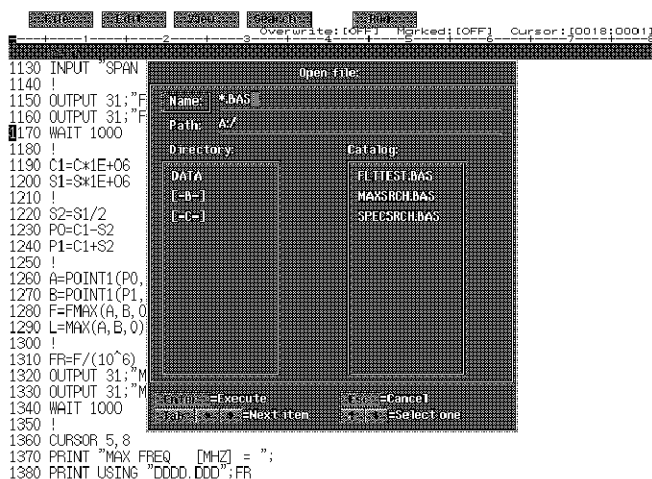 File Edit View Search Run
Overwrite:[OFF] Marked:[OFF] Cursor:[0018:0001]
1130 INPUT "SPAN
1140 !
1150 OUTPUT 31;"F
1160 OUTPUT 31;"F
1170 WAIT 1000
1180 !
1190 C1=C*1E+06
1200 S1=S*1E+06
1210 !
1220 S2=S1/2
1230 P0=C1-S2
1240 P1=C1+S2
1250 !
1260 A=POINT1(P0,
1270 B=POINT1(P1,
1280 F=FMAX(A,B,0
1290 L=MAX(A,B,0)
1300 !
1310 FR=F/(10^6)
1320 OUTPUT 31;"M
1330 OUTPUT 31;"M
1340 WAIT 1000
1350 !
1360 CURSOR 5,8
1370 PRINT "MAX FREQ [MHZ] = ";
1380 PRINT USING "DDDD.DDD";FR
Open file:
Name: *.BAS
Path: A:/
Directory: Catalog:
DATA FLTTEST.BAS
[-B-] MAXSRCH.BAS
[-C-] SPECSRCH.BAS
Enter =Execute Esc =Cancel
Tab =Next item =Select one